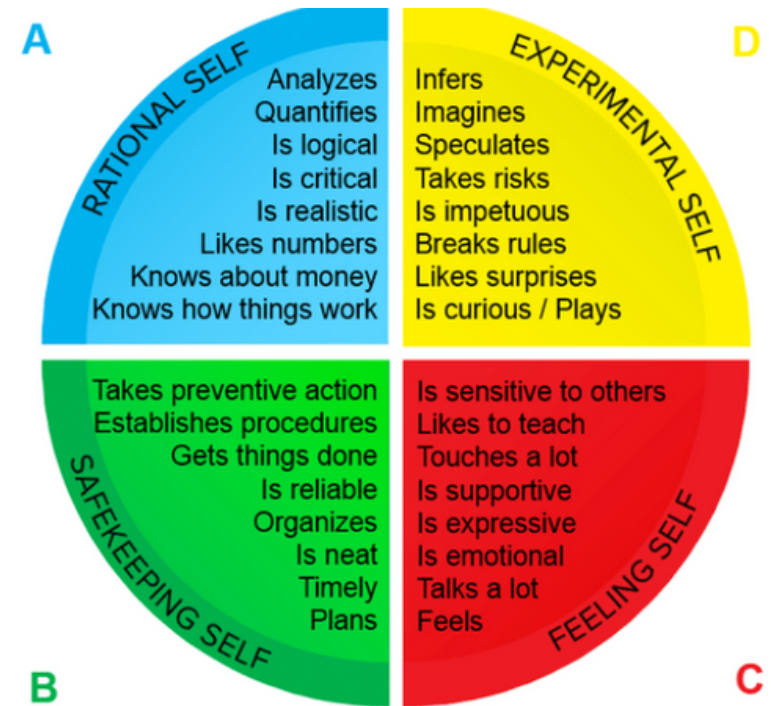 A
RATIONAL SELF
Analyzes
Quantifies
Is logical
Is critical
Is realistic
Likes numbers
Knows about money
Knows how things work
D
EXPERIMENTAL SELF
Infers
Imagines
Speculates
Takes risks
Is impetuous
Breaks rules
Likes surprises
Is curious / Plays
B
SAFEKEEPING SELF
Takes preventive action
Establishes procedures
Gets things done
Is reliable
Organizes
Is neat
Timely
Plans
C
FEELING SELF
Is sensitive to others
Likes to teach
Touches a lot
Is supportive
Is expressive
Is emotional
Talks a lot
Feels